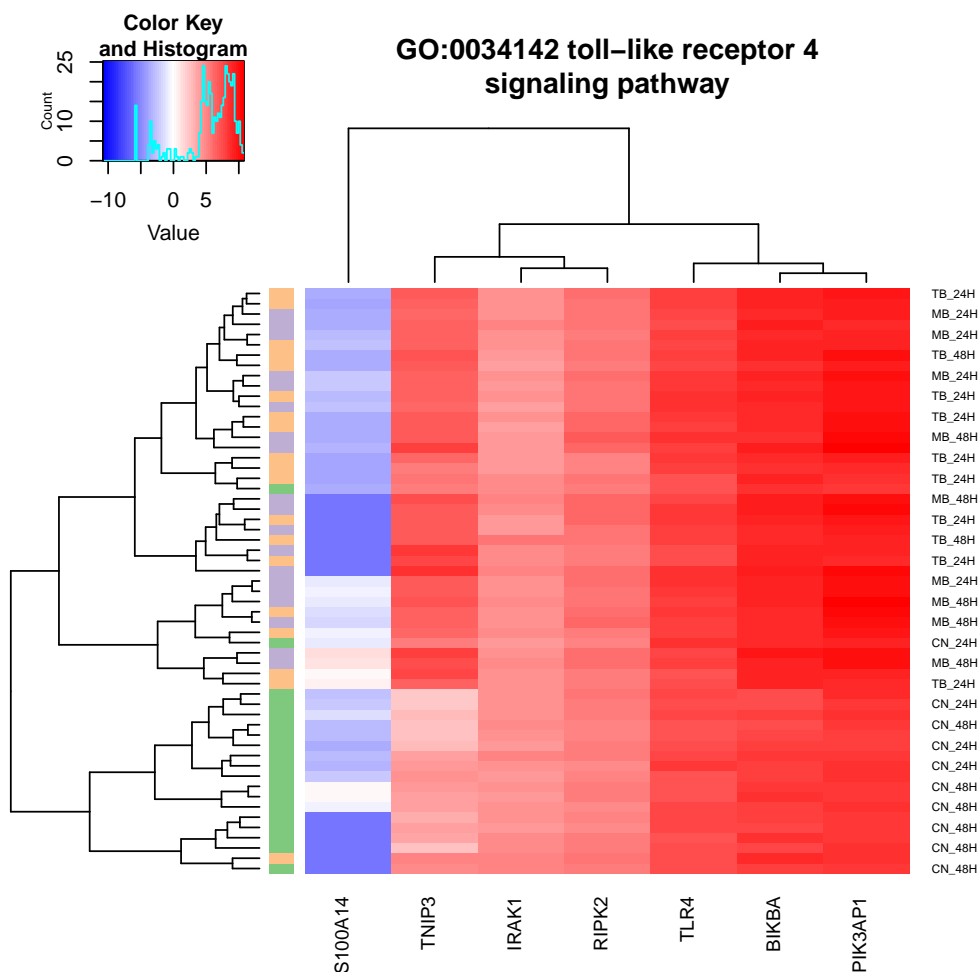 Color Key
and Histogram
GO:0034142 toll−like receptor 4
signaling pathway
Count
0
10
25
−10
0
5
Value
TB_24H
MB_24H
MB_24H
TB_48H
MB_24H
TB_24H
TB_24H
MB_48H
TB_24H
TB_24H
MB_48H
TB_24H
TB_48H
TB_24H
MB_24H
MB_48H
MB_48H
CN_24H
MB_48H
TB_24H
CN_24H
CN_48H
CN_24H
CN_24H
CN_48H
CN_48H
CN_48H
CN_48H
CN_48H
S100A14
TNIP3
IRAK1
RIPK2
TLR4
BIKBA
PIK3AP1